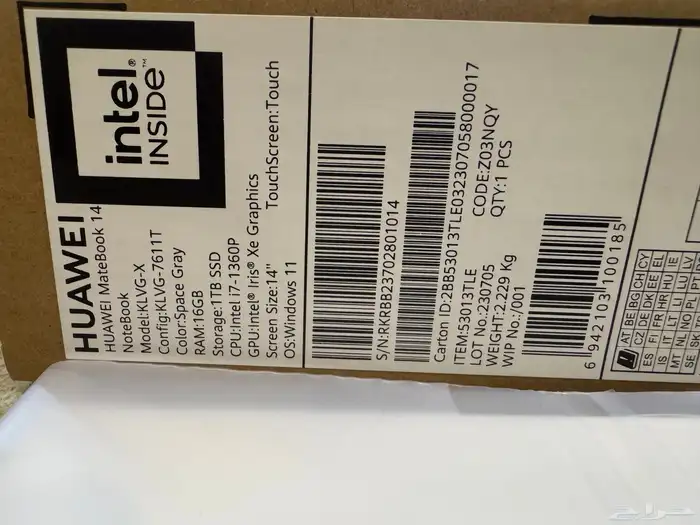 intel®
INSIDE™
HUAWEI
HUAWEI MateBook 14
NoteBook
Model:KLVG-X
Config:KLVG-7611T
Color:Space Gray
RAM:16GB
Storage:1TB SSD
CPU:Intel i7-1360P
GPU:Intel® Iris® Xe Graphics
Screen Size:14" TouchScreen:Touch
OS:Windows 11
S/N:RKRBB23702801014
Carton ID:2BB53013TLE032307058000017
ITEM:53013TLE CODE:Z03NQY
LOT No.:230705 QTY:1 PCS
WEIGHT:2.229 Kg
WIP No.:/001
6 942103 100185
AT BE BG CH CY
CZ DE DK EE EL
ES FI FR HR HU IE
IS IT LI LT LU LV
MT NL NO PL PT
SE SK
حراج